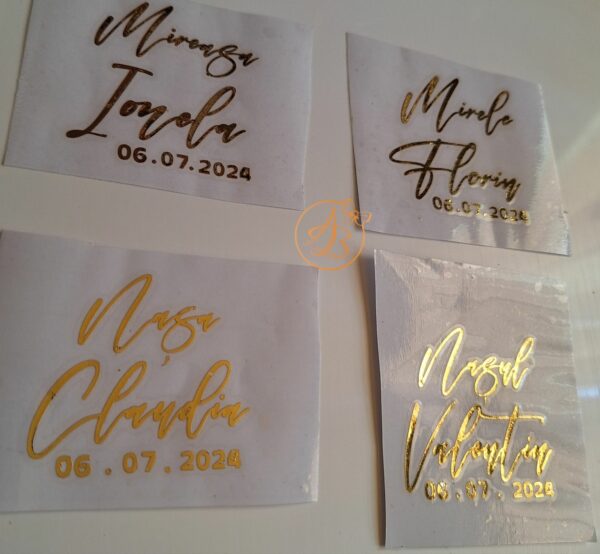 Mireasa
Ionela
06.07.2024
Mirele
Florin
06.07.2024
Nașa
Claudia
06.07.2024
Nașul
Valentin
06.07.2024
AB